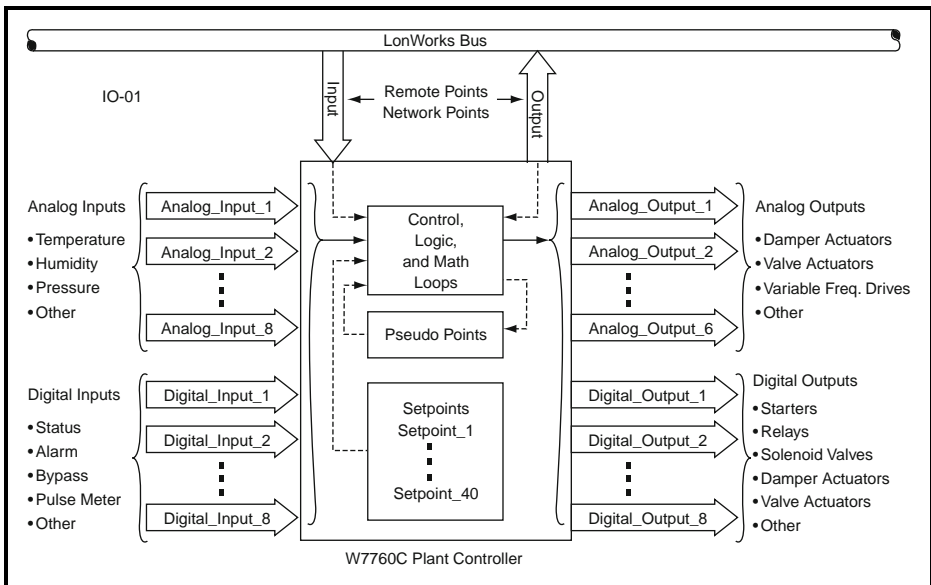 LonWorks Bus
IO-01
Input
Remote Points
Network Points
Output
Analog Inputs
•Temperature
•Humidity
•Pressure
•Other
Analog_Input_1
Analog_Input_2
Analog_Input_8
Digital Inputs
•Status
•Alarm
•Bypass
•Pulse Meter
•Other
Digital_Input_1
Digital_Input_2
Digital_Input_8
Control,
Logic,
and Math
Loops
Pseudo Points
Setpoints
Setpoint_1
Setpoint_40
Analog_Output_1
Analog_Output_2
Analog_Output_6
Analog Outputs
•Damper Actuators
•Valve Actuators
•Variable Freq. Drives
•Other
Digital_Output_1
Digital_Output_2
Digital_Output_8
Digital Outputs
•Starters
•Relays
•Solenoid Valves
•Damper Actuators
•Valve Actuators
•Other
W7760C Plant Controller